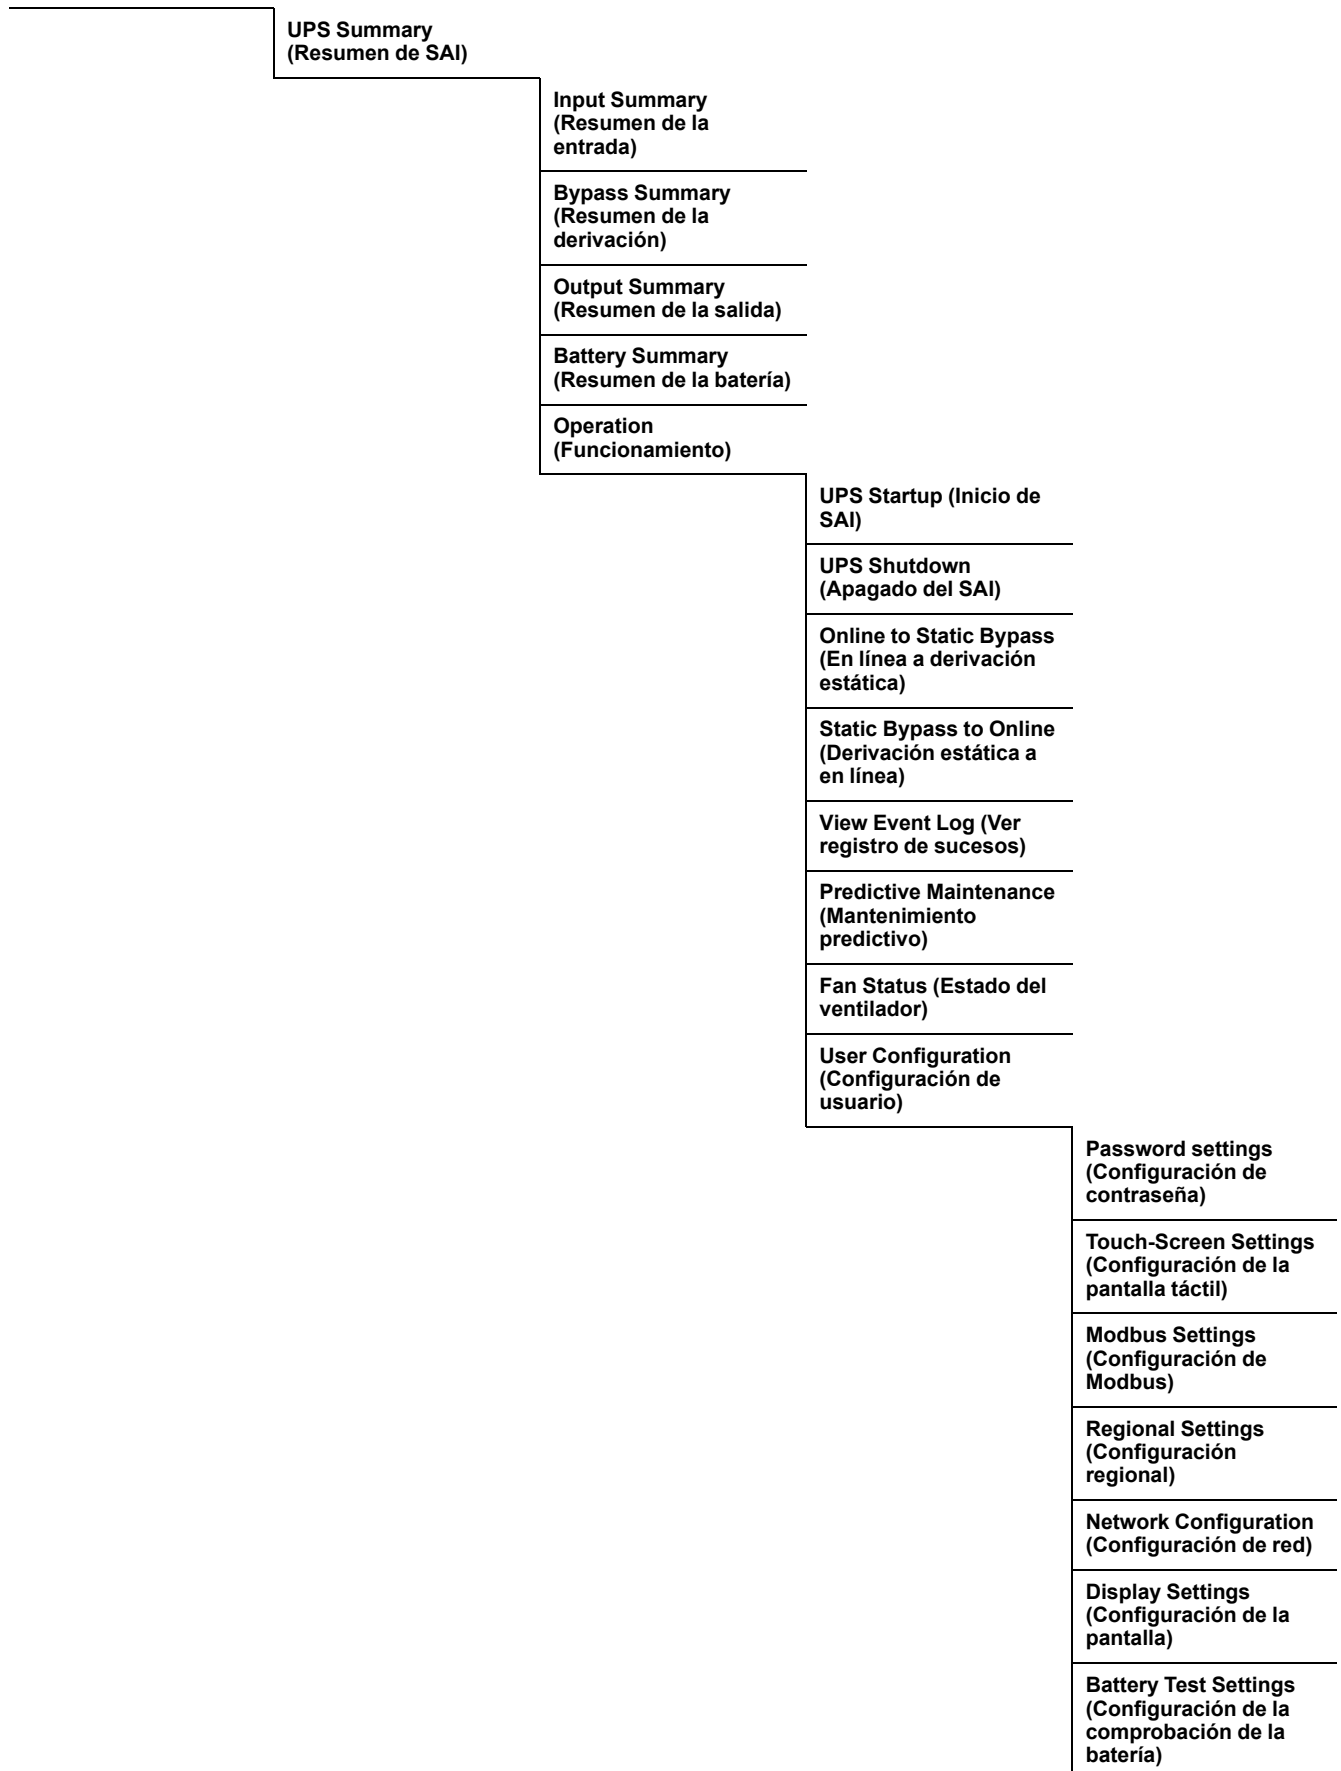 UPS Summary
(Resumen de SAI)
Input Summary
(Resumen de la
entrada)
Bypass Summary
(Resumen de la
derivación)
Output Summary
(Resumen de la salida)
Battery Summary
(Resumen de la batería)
Operation
(Funcionamiento)
UPS Startup (Inicio de
SAI)
UPS Shutdown
(Apagado del SAI)
Online to Static Bypass
(En línea a derivación
estática)
Static Bypass to Online
(Derivación estática a
en línea)
View Event Log (Ver
registro de sucesos)
Predictive Maintenance
(Mantenimiento
predictivo)
Fan Status (Estado del
ventilador)
User Configuration
(Configuración de
usuario)
Password settings
(Configuración de
contraseña)
Touch-Screen Settings
(Configuración de la
pantalla táctil)
Modbus Settings
(Configuración de
Modbus)
Regional Settings
(Configuración
regional)
Network Configuration
(Configuración de red)
Display Settings
(Configuración de la
pantalla)
Battery Test Settings
(Configuración de la
comprobación de la
batería)